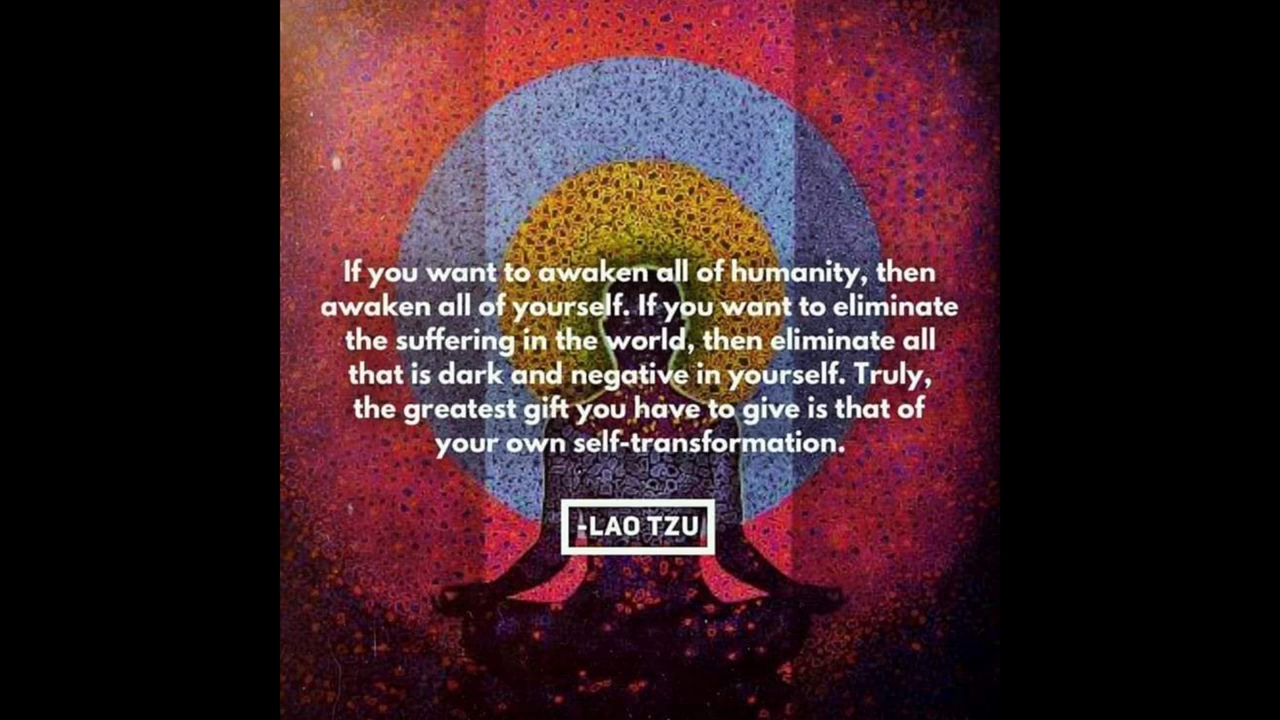 If you want to awaken all of humanity, then
awaken all of yourself. If you want to eliminate
the suffering in the world, then eliminate all
that is dark and negative in yourself. Truly,
the greatest gift you have to give is that of
your own self-transformation.
-LAO TZU